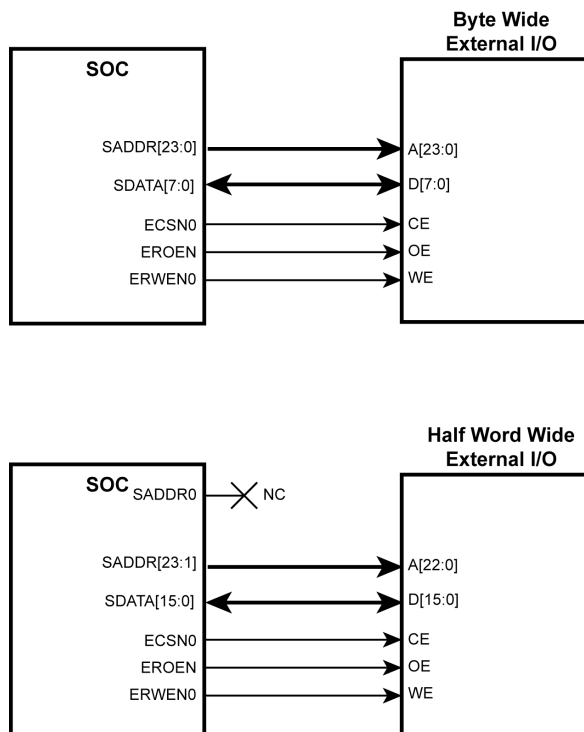 Byte Wide
External I/O
SOC
SADDR[23:0]
A[23:0]
SDATA[7:0]
D[7:0]
ECSN0
CE
EROEN
OE
ERWEN0
WE
Half Word Wide
External I/O
SOC
SADDR0
NC
SADDR[23:1]
A[22:0]
SDATA[15:0]
D[15:0]
ECSN0
CE
EROEN
OE
ERWEN0
WE